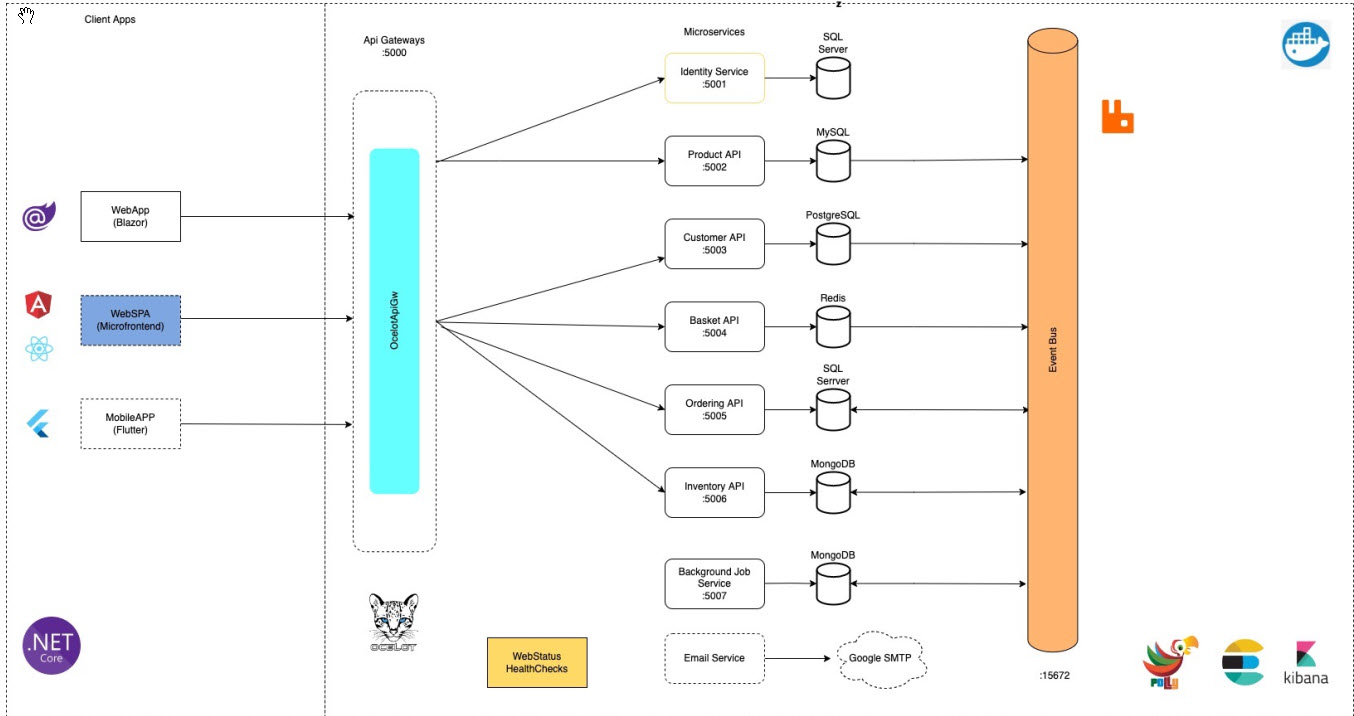 z
Client Apps
Api Gateways
:5000
Microservices
SQL
Server
Identity Service
:5001
MySQL
Product API
:5002
PostgreSQL
Customer API
:5003
Redis
Basket API
:5004
SQL
Serrver
Ordering API
:5005
MongoDB
Inventory API
:5006
MongoDB
Background Job
Service
:5007
Email Service
Google SMTP
WebApp
(Blazor)
@
WebSPA
(Microfrontend)
A
MobileAPP
(Flutter)
OcelotApiGw
Event Bus
:15672
OCELOT
WebStatus
HealthChecks
.NET
Core
POLLY
kibana